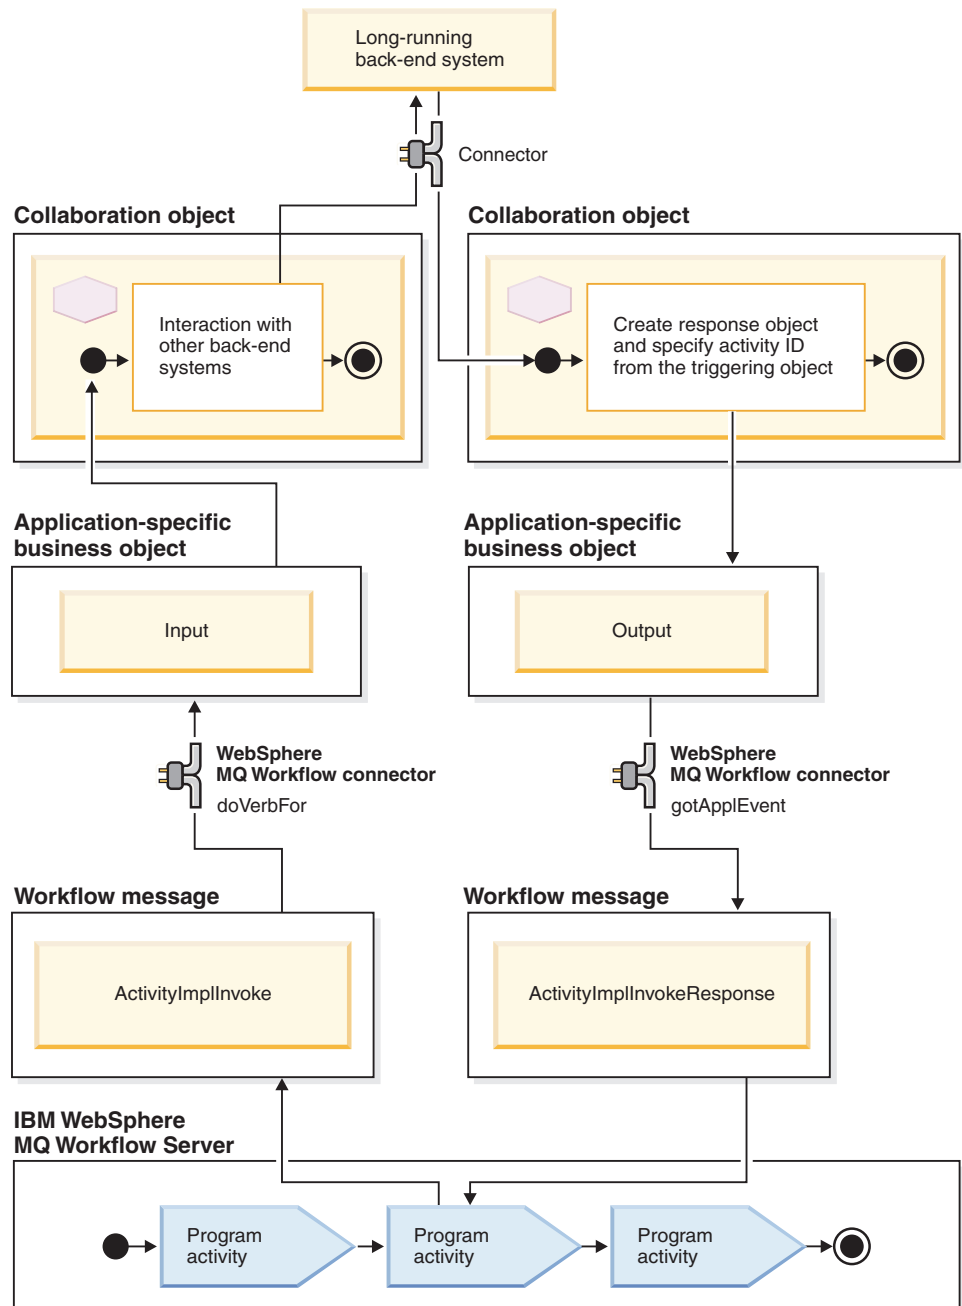 Long-running
back-end system
Connector
Collaboration object
Collaboration object
Interaction with
other back-end
systems
Create response object
and specify activity ID
from the triggering object
Application-specific
business object
Application-specific
business object
Input
Output
WebSphere
MQ Workflow connector
doVerbFor
WebSphere
MQ Workflow connector
gotApplEvent
Workflow message
Workflow message
ActivityImplInvoke
ActivityImplInvokeResponse
IBM WebSphere
MQ Workflow Server
Program
activity
Program
activity
Program
activity